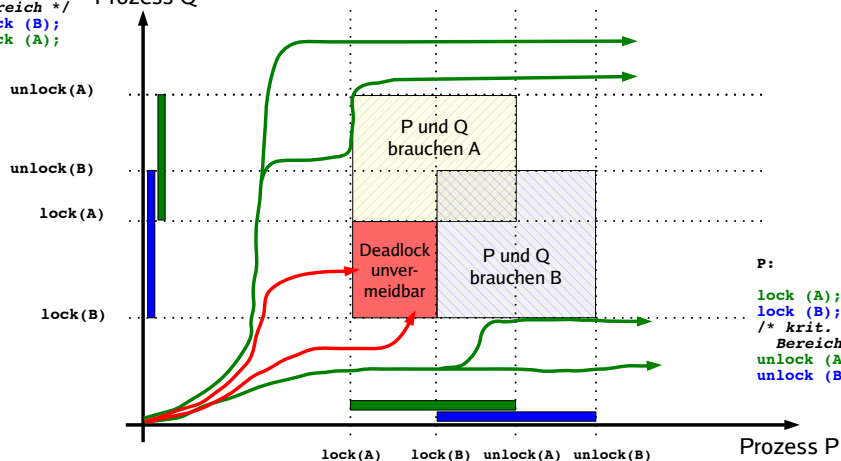 Prozess Q
reich */
ck (B);
ck (A);
unlock(A)
unlock(B)
lock(A)
lock(B)
P und Q
brauchen A
Deadlock
unver-
meidbar
P und Q
brauchen B
P:
lock (A);
lock (B);
/* krit.
Bereich
unlock (A
unlock (B
lock(A) lock(B) unlock(A) unlock(B)
Prozess P